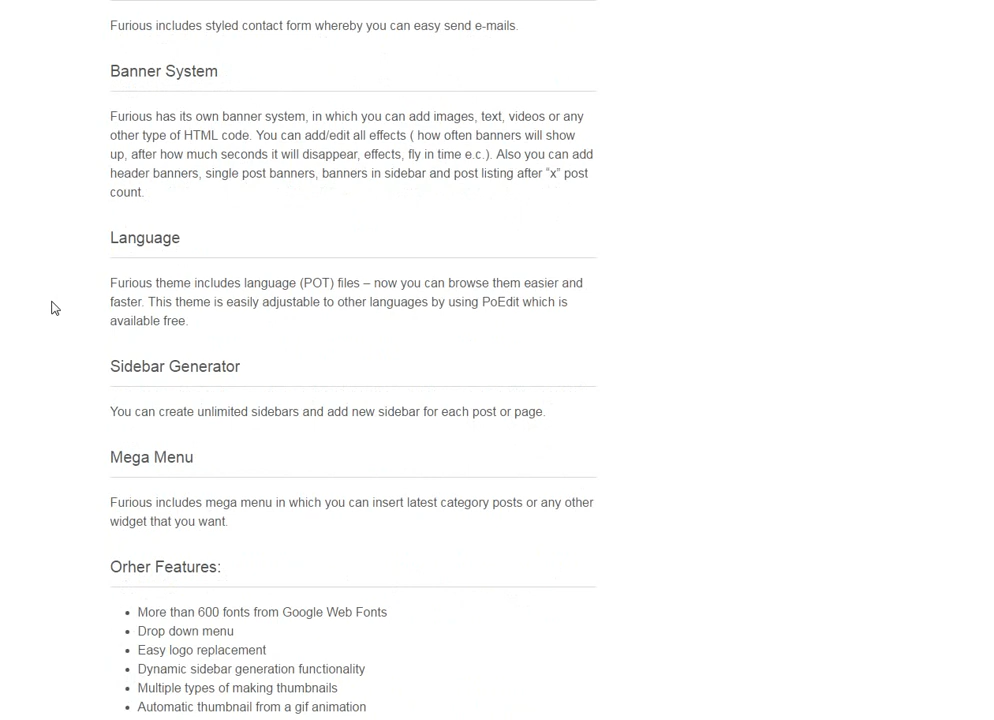 Furious includes styled contact form whereby you can easy send e-mails.
Banner System
Furious has its own banner system, in which you can add images, text, videos or any
other type of HTML code. You can add/edit all effects ( how often banners will show
up, after how much seconds it will disappear, effects, fly in time e.c.). Also you can add
header banners, single post banners, banners in sidebar and post listing after “x” post
count.
Language
Furious theme includes language (POT) files – now you can browse them easier and
faster. This theme is easily adjustable to other languages by using PoEdit which is
available free.
Sidebar Generator
You can create unlimited sidebars and add new sidebar for each post or page.
Mega Menu
Furious includes mega menu in which you can insert latest category posts or any other
widget that you want.
Orher Features:
• More than 600 fonts from Google Web Fonts
• Drop down menu
• Easy logo replacement
• Dynamic sidebar generation functionality
• Multiple types of making thumbnails
• Automatic thumbnail from a gif animation